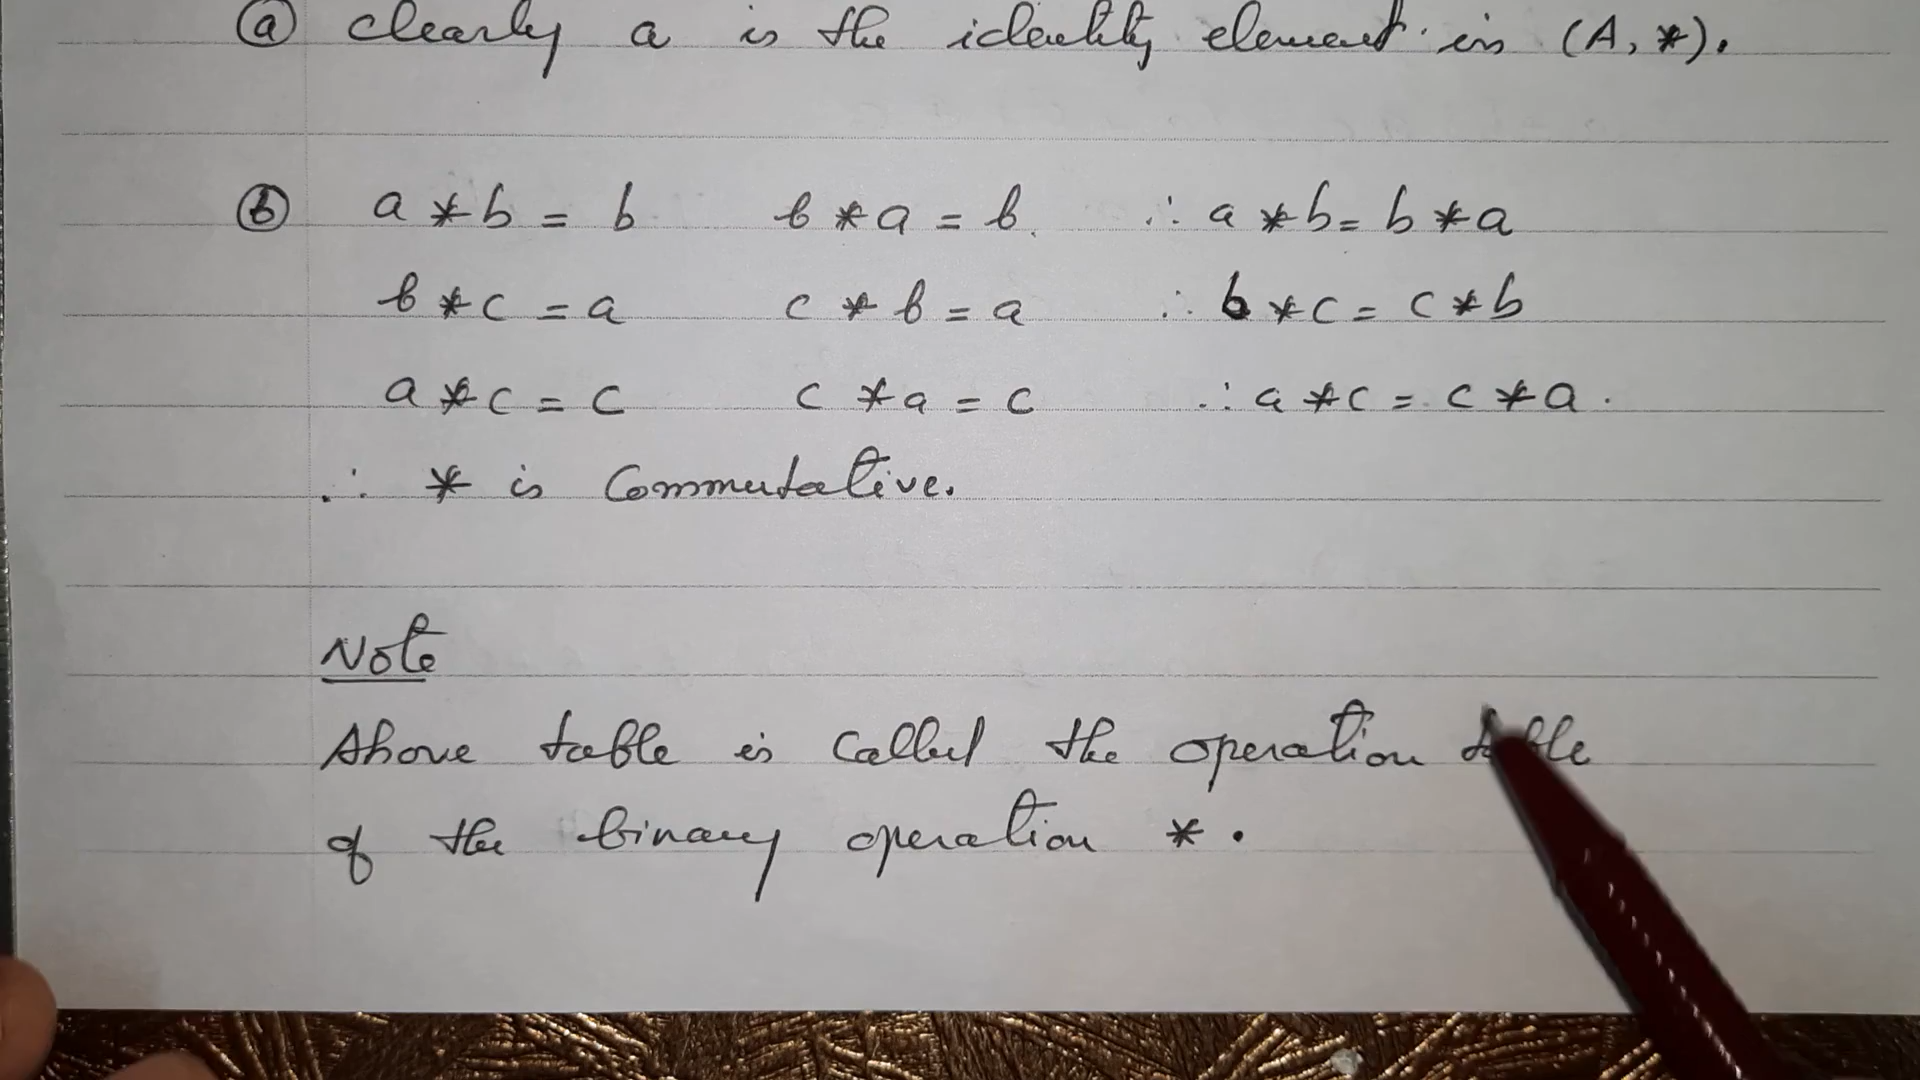 ⓐ clearly a is the identity element in (A, *).
ⓑ a * b = b b * a = b. ∴ a * b = b * a
b * c = a c * b = a ∴ b * c = c * b
a * c = c c * a = c ∴ a * c = c * a.
∴ * is Commutative.
Note
Above table is called the operation table
of the binary operation *.